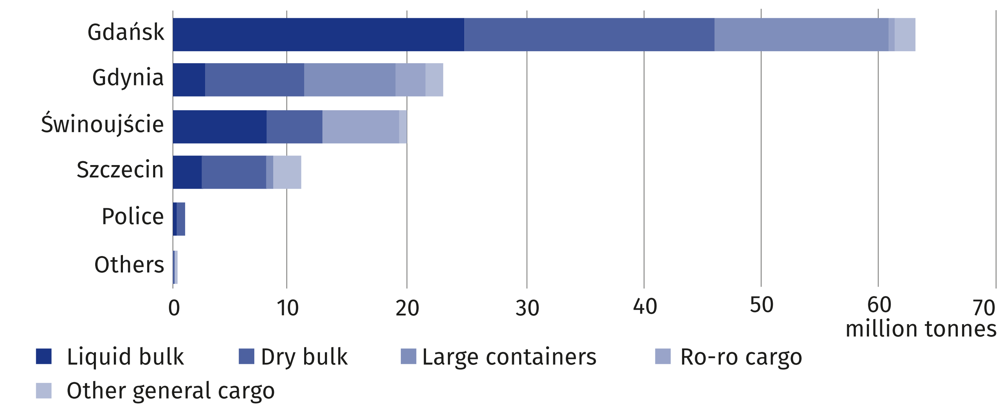 Gdańsk
Gdynia
Świnoujście
Szczecin
Police
Others
0 10 20 30 40 50 60 70
million tonnes
Liquid bulk Dry bulk Large containers Ro-ro cargo
Other general cargo